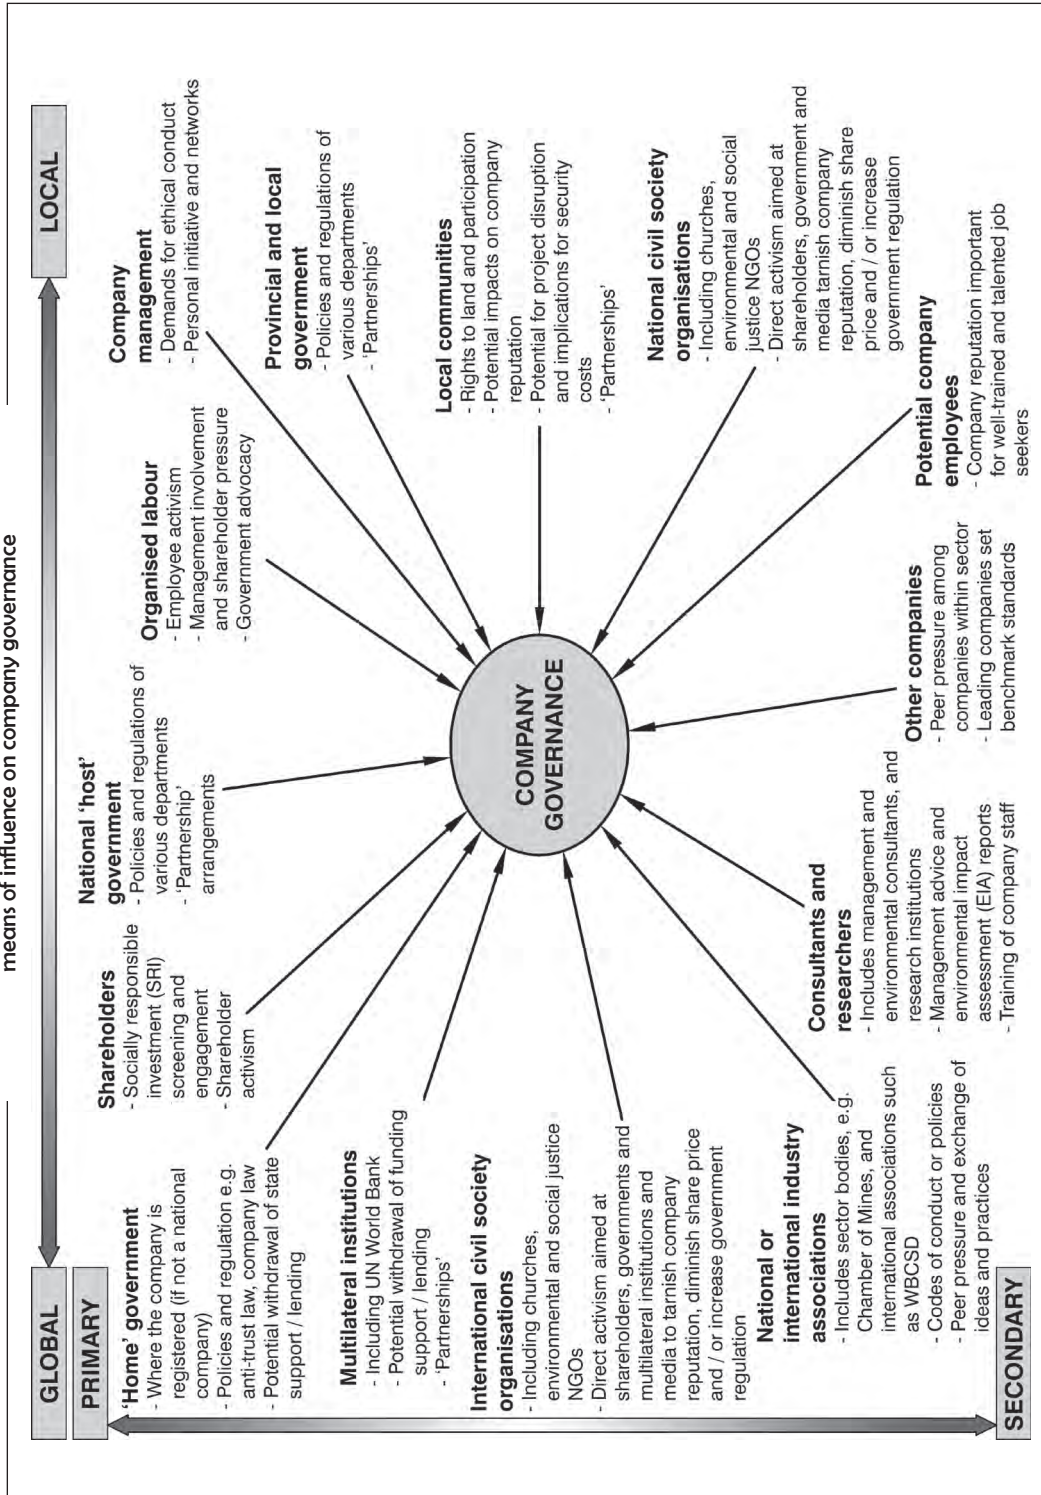 means of influence on company governance
GLOBAL
LOCAL
PRIMARY
SECONDARY
'Home' government
- Where the company is
registered (if not a national
company)
- Policies and regulation e.g.
anti-trust law, company law
- Potential withdrawal of state
support / lending
Shareholders
- Socially responsible
investment (SRI)
screening and
engagement
- Shareholder
activism
National 'host'
government
- Policies and regulations of
various departments
- 'Partnership'
arrangements
Organised labour
- Employee activism
- Management involvement
and shareholder pressure
- Government advocacy
Company
management
- Demands for ethical conduct
- Personal initiative and networks
Provincial and local
government
- Policies and regulations of
various departments
- 'Partnerships'
Multilateral institutions
- Including UN World Bank
- Potential withdrawal of funding
support / lending
- 'Partnerships'
Local communities
- Rights to land and participation
- Potential impacts on company
reputation
- Potential for project disruption
and implications for security
costs
- 'Partnerships'
COMPANY
GOVERNANCE
International civil society
organisations
- Including churches,
environmental and social justice
NGOs
- Direct activism aimed at
shareholders, governments and
multilateral institutions and
media to tarnish company
reputation, diminish share price
and / or increase government
regulation
National civil society
organisations
- Including churches,
environmental and social
justice NGOs
- Direct activism aimed at
shareholders, government and
media tarnish company
reputation, diminish share
price and / or increase
government regulation
National or
international industry
associations
- Includes sector bodies, e.g.
Chamber of Mines, and
international associations such
as WBCSD
- Codes of conduct or policies
- Peer pressure and exchange of
ideas and practices
Consultants and
researchers
- Includes management and
environmental consultants, and
research institutions
- Management advice and
environmental impact
assessment (EIA) reports
- Training of company staff
Other companies
- Peer pressure among
companies within sector
- Leading companies set
benchmark standards
Potential company
employees
- Company reputation important
for well-trained and talented job
seekers